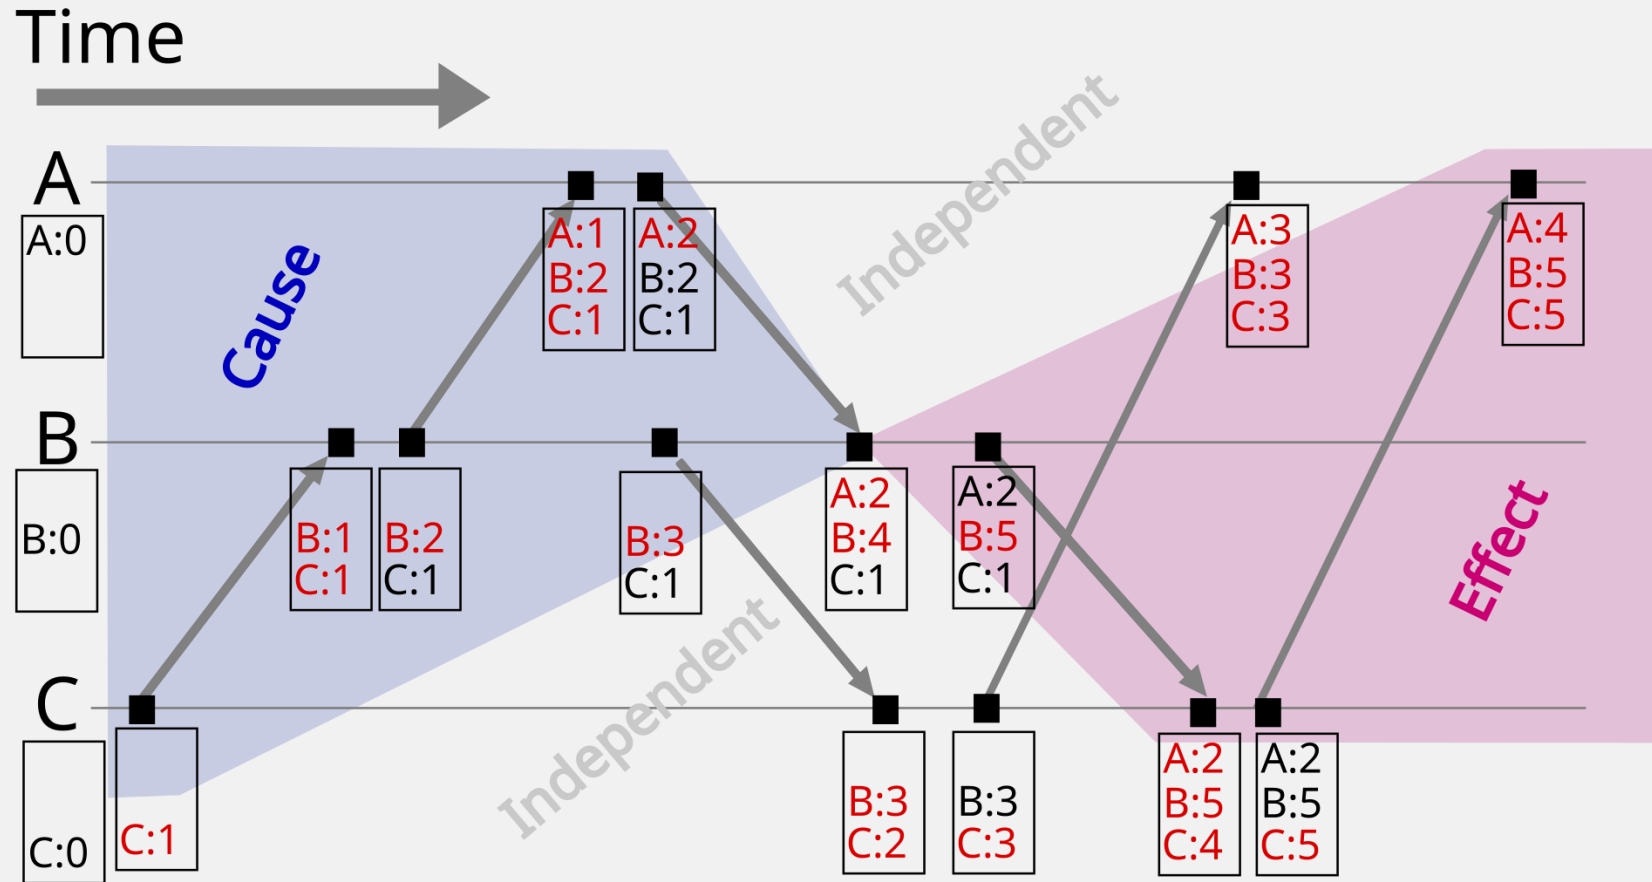 Time
A
A:0
Cause
A:1
B:2
C:1
A:2
B:2
C:1
Independent
A:3
B:3
C:3
A:4
B:5
C:5
B
B:0
B:1
C:1
B:2
C:1
B:3
C:1
A:2
B:4
C:1
A:2
B:5
C:1
Effect
Independent
C
C:0
C:1
B:3
C:2
B:3
C:3
A:2
B:5
C:4
A:2
B:5
C:5